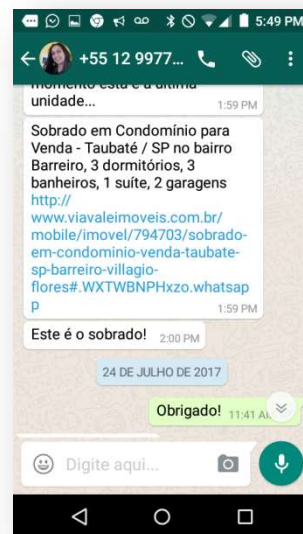 5:49 PM
+55 12 9977...
momento esta é a última
unidade...
1:59 PM
Sobrado em Condomínio para
Venda - Taubaté / SP no bairro
Barreiro, 3 dormitórios, 3
banheiros, 1 suíte, 2 garagens
http://
www.viavaleimoveis.com.br/
mobile/imovel/794703/sobrado-
em-condominio-venda-taubate-
sp-barreiro-villagio-
flores#.WXTWBNPHxzo.whatsap
p
1:59 PM
Este é o sobrado! 2:00 PM
24 DE JULHO DE 2017
Obrigado! 11:41 A
Digite aqui...